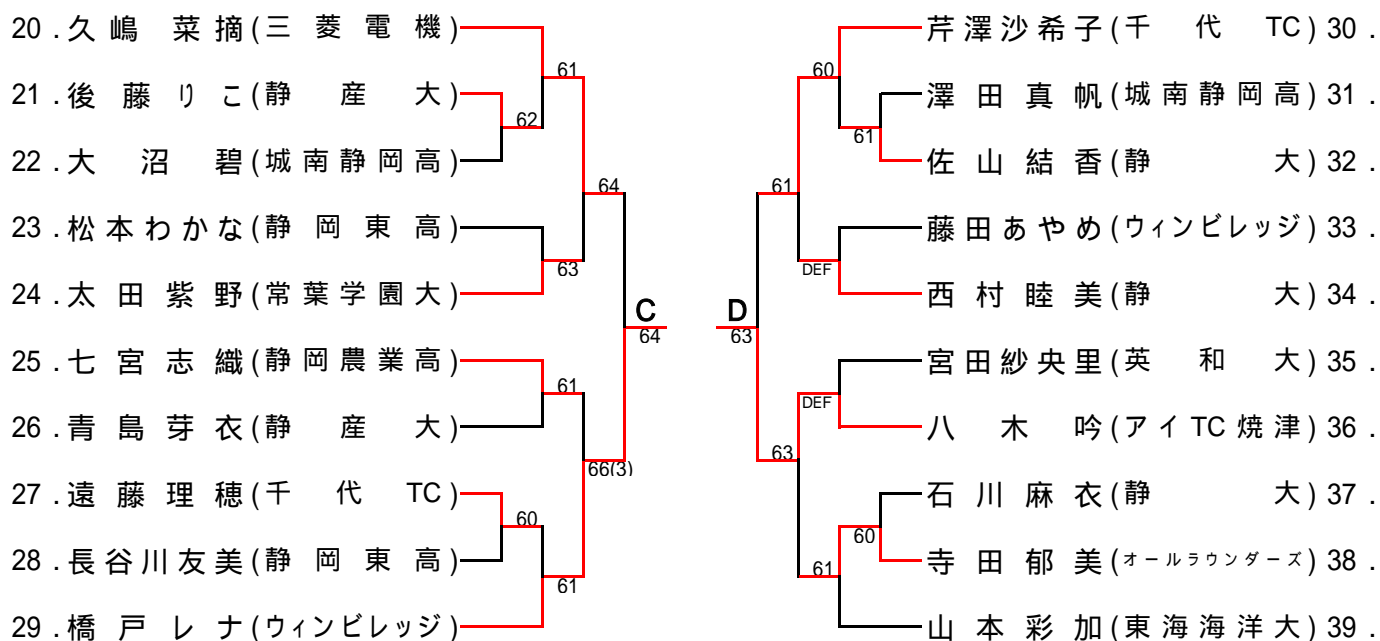 20．久嶋菜摘(三菱電機)
61
21．後藤りこ(静産大)
62
22．大沼碧(城南静岡高)
64
23．松本わかな(静岡東高)
63
24．太田紫野(常葉学園大)
C
64
25．七宮志織(静岡農業高)
61
26．青島芽衣(静産大)
66(3)
27．遠藤理穂(千代TC)
60
28．長谷川友美(静岡東高)
61
29．橋戸レナ(ウィンビレッジ)
芹澤沙希子(千代TC)30．
60
澤田真帆(城南静岡高)31．
61
佐山結香(静大)32．
61
藤田あやめ(ウィンビレッジ)33．
DEF
西村睦美(静大)34．
D
63
宮田紗央里(英和大)35．
DEF
八木吟(アイTC焼津)36．
63
石川麻衣(静大)37．
60
寺田郁美(オールラウンダーズ)38．
61
山本彩加(東海海洋大)39．